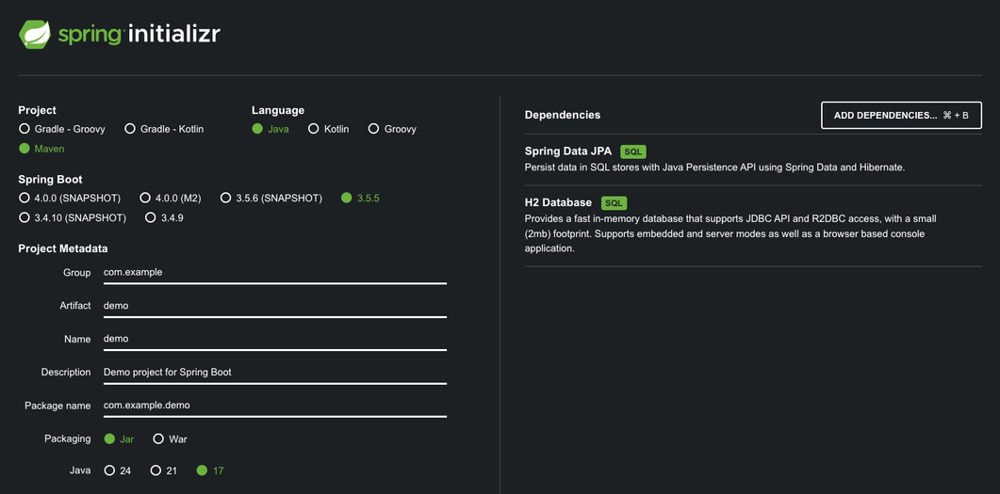 spring initializr
Project
Gradle - Groovy Gradle - Kotlin
Maven
Language
Java Kotlin Groovy
Spring Boot
4.0.0 (SNAPSHOT) 4.0.0 (M2) 3.5.6 (SNAPSHOT) 3.5.5
3.4.10 (SNAPSHOT) 3.4.9
Project Metadata
Group com.example
Artifact demo
Name demo
Description Demo project for Spring Boot
Package name com.example.demo
Packaging Jar War
Java 24 21 17
Dependencies
ADD DEPENDENCIES... ⌘ + B
Spring Data JPA SQL
Persist data in SQL stores with Java Persistence API using Spring Data and Hibernate.
H2 Database SQL
Provides a fast in-memory database that supports JDBC API and R2DBC access, with a small
(2mb) footprint. Supports embedded and server modes as well as a browser based console
application.